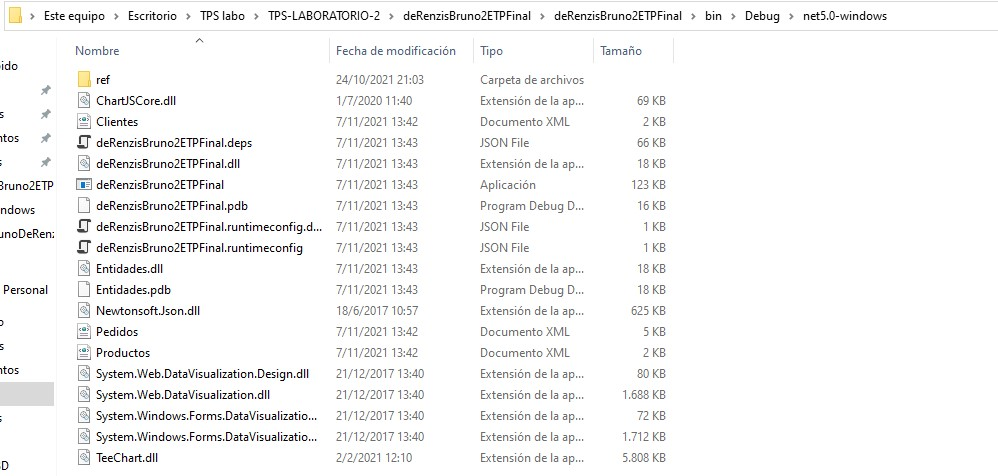 Este equipo > Escritorio > TPS labo > TPS-LABORATORIO-2 > deRenzisBruno2ETPFinal > deRenzisBruno2ETPFinal > bin > Debug > net5.0-windows
Nombre Fecha de modificación Tipo Tamaño
ref 24/10/2021 21:03 Carpeta de archivos
ChartJSCore.dll 1/7/2020 11:40 Extensión de la ap... 69 KB
Clientes 7/11/2021 13:42 Documento XML 2 KB
deRenzisBruno2ETPFinal.deps 7/11/2021 13:43 JSON File 66 KB
deRenzisBruno2ETPFinal.dll 7/11/2021 13:43 Extensión de la ap... 18 KB
deRenzisBruno2ETPFinal 7/11/2021 13:43 Aplicación 123 KB
deRenzisBruno2ETPFinal.pdb 7/11/2021 13:43 Program Debug D... 16 KB
deRenzisBruno2ETPFinal.runtimeconfig.d... 7/11/2021 13:43 JSON File 1 KB
deRenzisBruno2ETPFinal.runtimeconfig 7/11/2021 13:43 JSON File 1 KB
Entidades.dll 7/11/2021 13:43 Extensión de la ap... 18 KB
Entidades.pdb 7/11/2021 13:43 Program Debug D... 18 KB
Newtonsoft.Json.dll 18/6/2017 10:57 Extensión de la ap... 625 KB
Pedidos 7/11/2021 13:42 Documento XML 5 KB
Productos 7/11/2021 13:42 Documento XML 2 KB
System.Web.DataVisualization.Design.dll 21/12/2017 13:40 Extensión de la ap... 80 KB
System.Web.DataVisualization.dll 21/12/2017 13:40 Extensión de la ap... 1.688 KB
System.Windows.Forms.DataVisualizatio... 21/12/2017 13:40 Extensión de la ap... 72 KB
System.Windows.Forms.DataVisualizatio... 21/12/2017 13:40 Extensión de la ap... 1.712 KB
TeeChart.dll 2/2/2021 12:10 Extensión de la ap... 5.808 KB
Personal